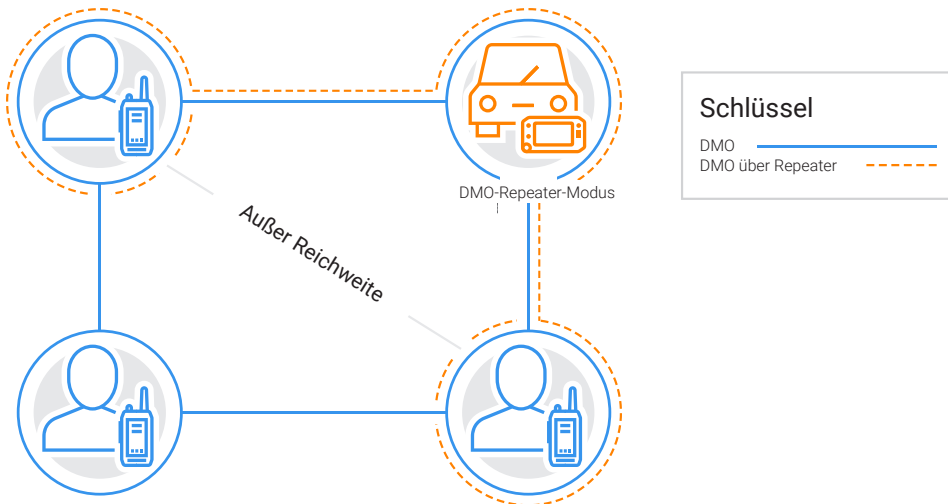 Schlüssel
DMO
DMO über Repeater
DMO-Repeater-Modus
Außer Reichweite